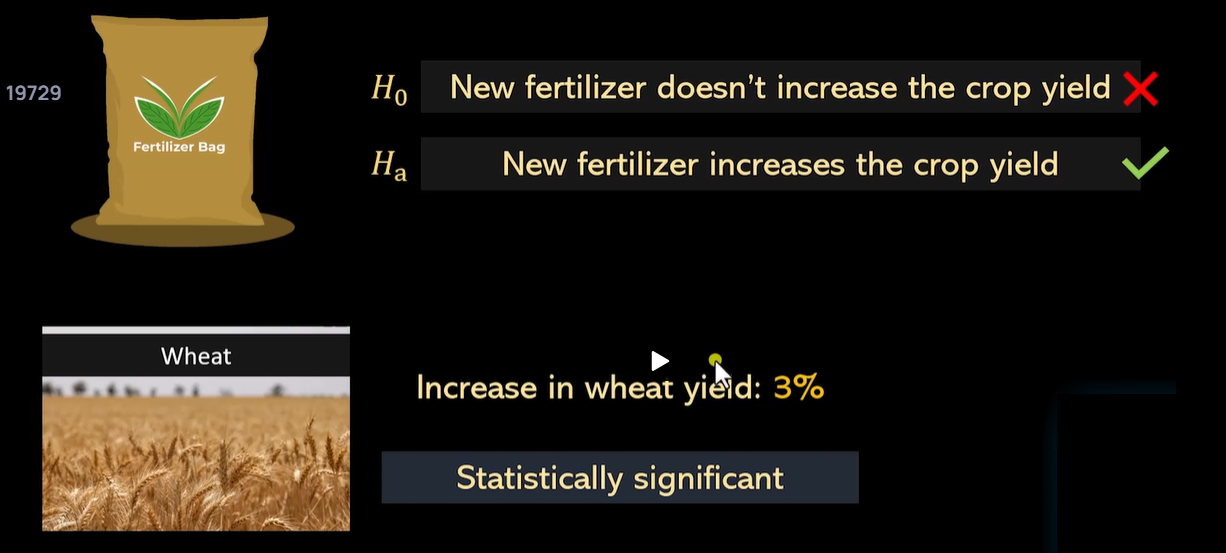 19729
Fertilizer Bag
H₀ New fertilizer doesn't increase the crop yield
Hₐ New fertilizer increases the crop yield
Wheat
Increase in wheat yield: 3%
Statistically significant